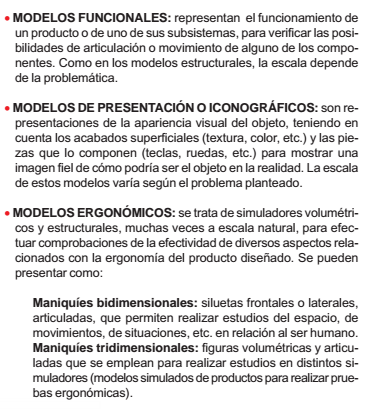 • MODELOS FUNCIONALES: representan el funcionamiento de
un producto o de uno de sus subsistemas, para verificar las posi-
bilidades de articulación o movimiento de alguno de los compo-
nentes. Como en los modelos estructurales, la escala depende
de la problemática.
• MODELOS DE PRESENTACIÓN O ICONOGRÁFICOS: son re-
presentaciones de la apariencia visual del objeto, teniendo en
cuenta los acabados superficiales (textura, color, etc.) y las pie-
zas que lo componen (teclas, ruedas, etc.) para mostrar una
imagen fiel de cómo podría ser el objeto en la realidad. La escala
de estos modelos varía según el problema planteado.
• MODELOS ERGONÓMICOS: se trata de simuladores volumétri-
cos y estructurales, muchas veces a escala natural, para efec-
tuar comprobaciones de la efectividad de diversos aspectos rela-
cionados con la ergonomía del producto diseñado. Se pueden
presentar como:
Maniquíes bidimensionales: siluetas frontales o laterales,
articuladas, que permiten realizar estudios del espacio, de
movimientos, de situaciones, etc. en relación al ser humano.
Maniquíes tridimensionales: figuras volumétricas y articu-
ladas que se emplean para realizar estudios en distintos si-
muladores (modelos simulados de productos para realizar prue-
bas ergonómicas).